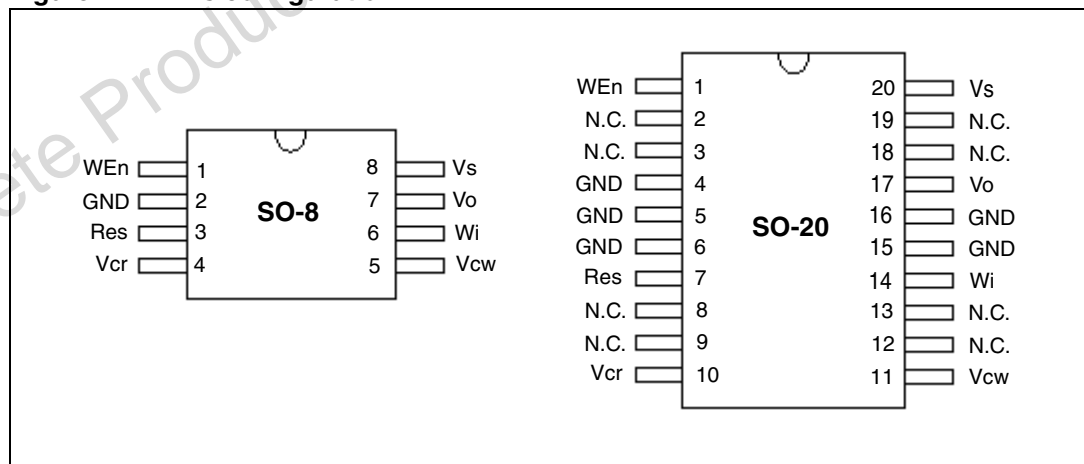 WEn 1
GND 2
Res 3
Vcr 4
SO-8
8 Vs
7 Vo
6 Wi
5 Vcw
WEn 1
N.C. 2
N.C. 3
GND 4
GND 5
GND 6
Res 7
N.C. 8
N.C. 9
Vcr 10
SO-20
20 Vs
19 N.C.
18 N.C.
17 Vo
16 GND
15 GND
14 Wi
13 N.C.
12 N.C.
11 Vcw